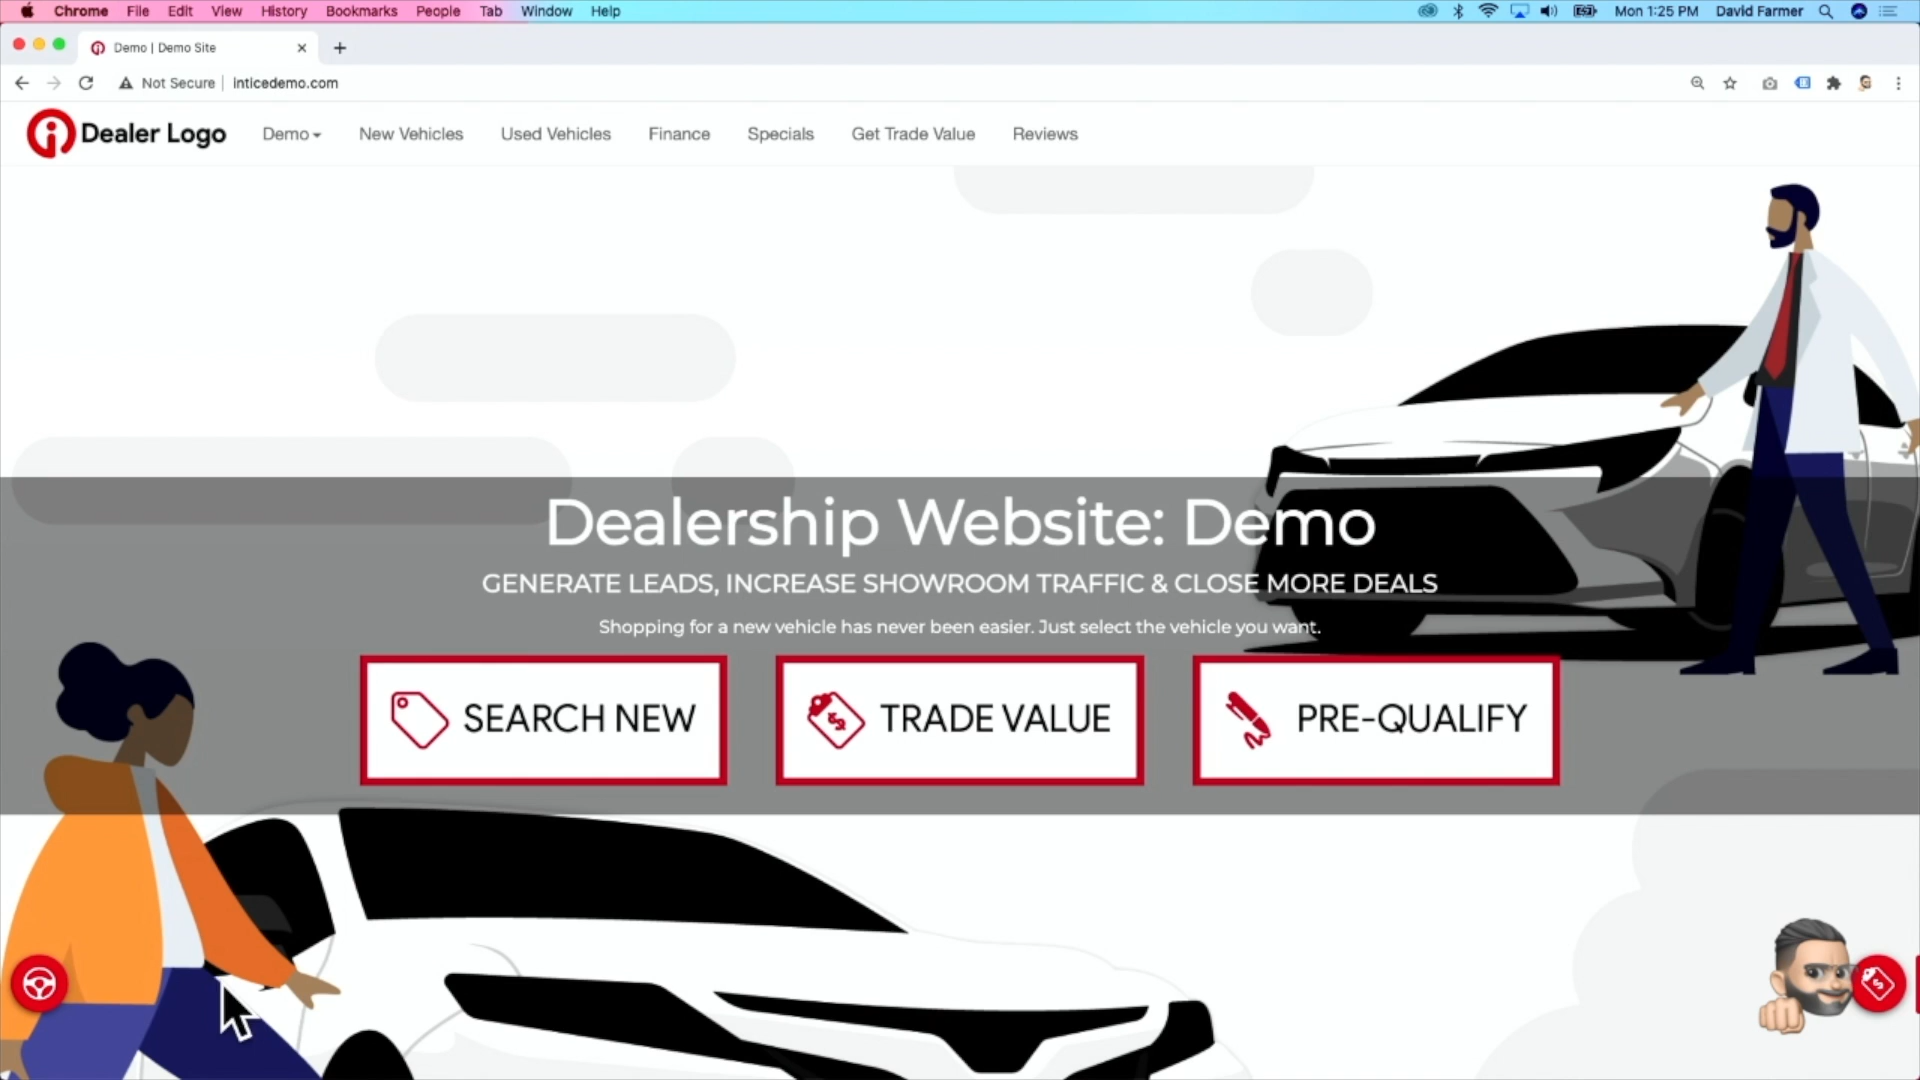 Chrome File Edit View History Bookmarks People Tab Window Help Mon 1:25 PM David Farmer
Demo | Demo Site
Not Secure inticedemo.com
Dealer Logo Demo New Vehicles Used Vehicles Finance Specials Get Trade Value Reviews
Dealership Website: Demo
GENERATE LEADS, INCREASE SHOWROOM TRAFFIC & CLOSE MORE DEALS
Shopping for a new vehicle has never been easier. Just select the vehicle you want.
SEARCH NEW TRADE VALUE PRE-QUALIFY